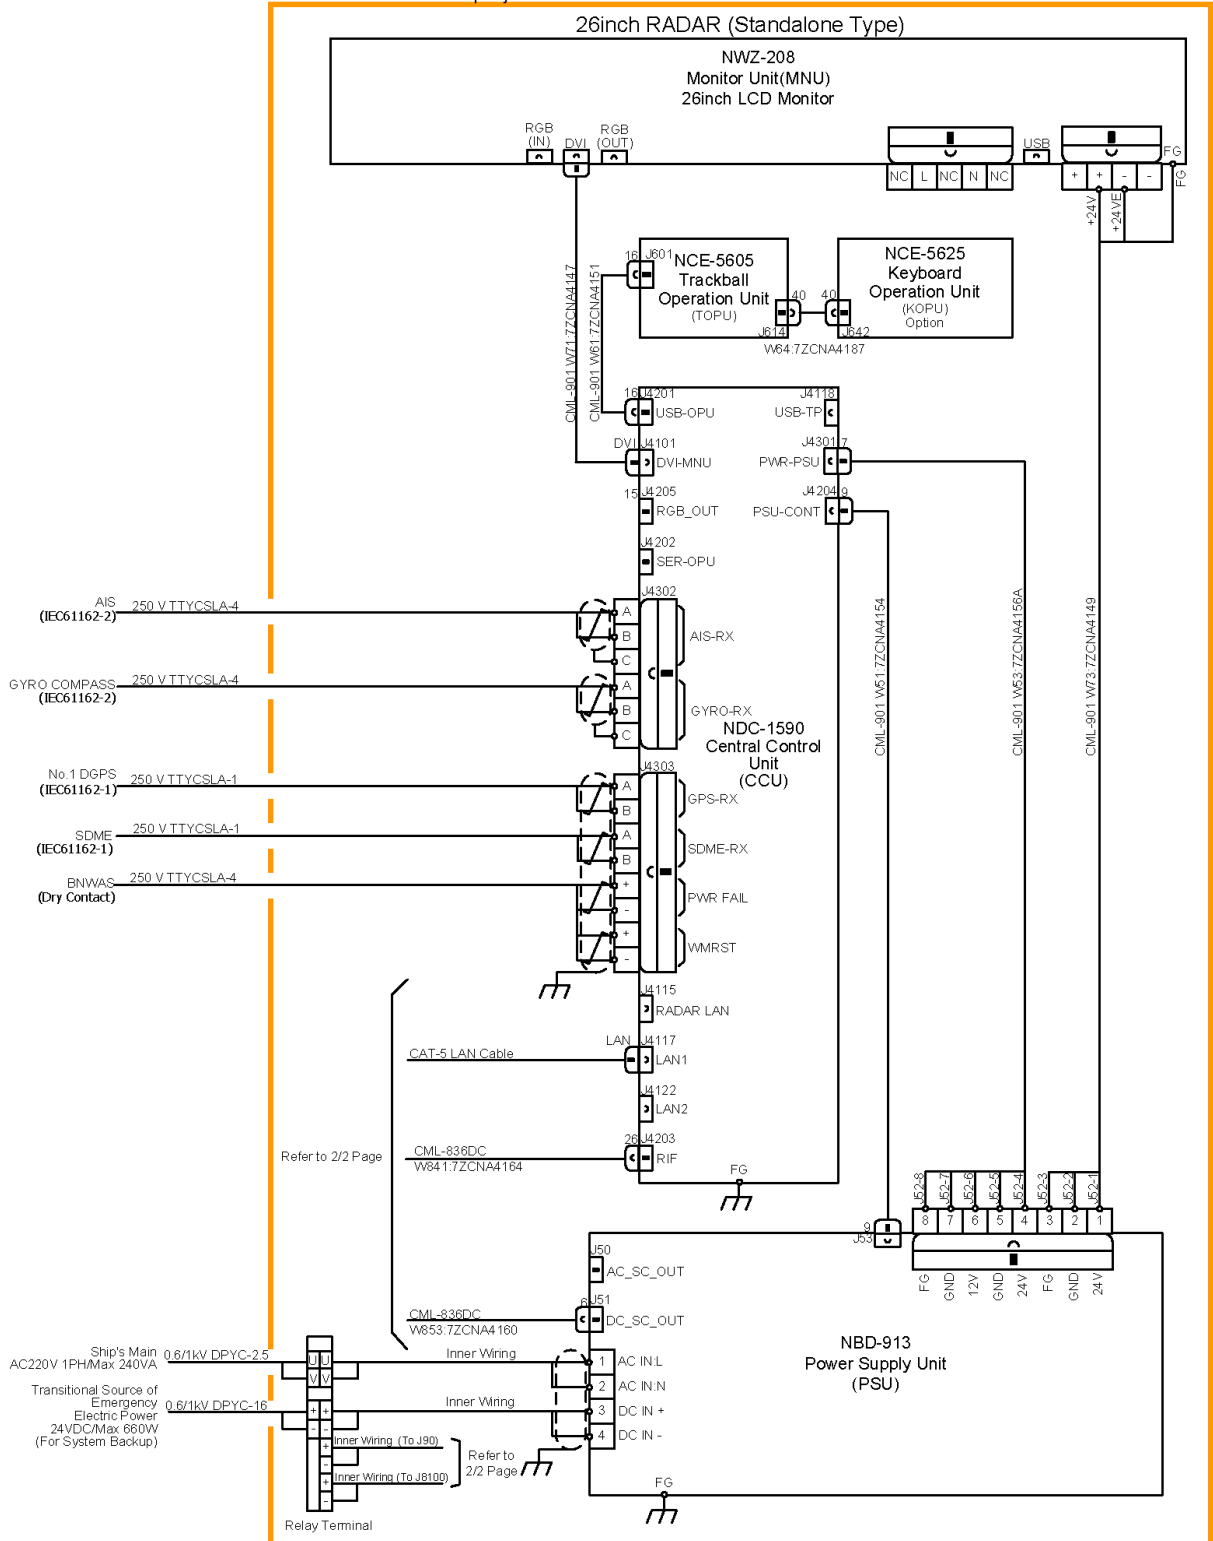 26inch RADAR (Standalone Type)
NWZ-208
Monitor Unit(MNU)
26inch LCD Monitor
RGB
(IN)
DVI
RGB
(OUT)
USB
FG
NC L NC N NC
+ + - -
FG
+24V
+24VE
CML-901 W71:7ZCNA4147
CML-901 W61:7ZCNA4151
16 J601
NCE-5605
Trackball
Operation Unit
(TOPU)
40
J614
40
NCE-5625
Keyboard
Operation Unit
(KOPU)
Option
J642
W64:7ZCNA4187
16 J4201
USB-OPU
J4118
USB-TP
DVI J4101
DVI-MNU
J4301 7
PWR-PSU
15 J4205
RGB_OUT
J4204 9
PSU-CONT
J4202
SER-OPU
AIS
(IEC61162-2)
250 V TTYCSLA-4
J4302
A
B
C
AIS-RX
GYRO COMPASS
(IEC61162-2)
250 V TTYCSLA-4
A
B
C
GYRO-RX
NDC-1590
Central Control
Unit
(CCU)
CML-901 W51:7ZCNA4154
CML-901 W53:7ZCNA4156A
CML-901 W73:7ZCNA4149
No.1 DGPS
(IEC61162-1)
250 V TTYCSLA-1
J4303
A
B
GPS-RX
SDME
(IEC61162-1)
250 V TTYCSLA-1
A
B
SDME-RX
BNWAS
(Dry Contact)
250 V TTYCSLA-4
+
-
PWR FAIL
+
-
WMRST
J4115
RADAR LAN
CAT-5 LAN Cable
LAN J4117
LAN1
J4122
LAN2
Refer to 2/2 Page
CML-836DC
W841:7ZCNA4164
26 J4203
RIF
FG
J52-8
J52-7
J52-6
J52-5
J52-4
J52-3
J52-2
J52-1
8 7 6 5 4 3 2 1
9
J53
FG
GND
12V
GND
24V
FG
GND
24V
J50
AC_SC_OUT
CML-836DC
W853:7ZCNA4160
6 J51
DC_SC_OUT
NBD-913
Power Supply Unit
(PSU)
Ship's Main
AC220V 1PH/Max 240VA
0.6/1kV DPYC-2.5
U U
V V
Inner Wiring
1 AC IN:L
2 AC IN:N
Transitional Source of
Emergency
Electric Power
24VDC/Max 660W
(For System Backup)
0.6/1kV DPYC-16
+ +
- -
Inner Wiring
3 DC IN +
4 DC IN -
+
-
Inner Wiring (To J90)
+
-
Inner Wiring (To J8100)
Refer to
2/2 Page
FG
Relay Terminal